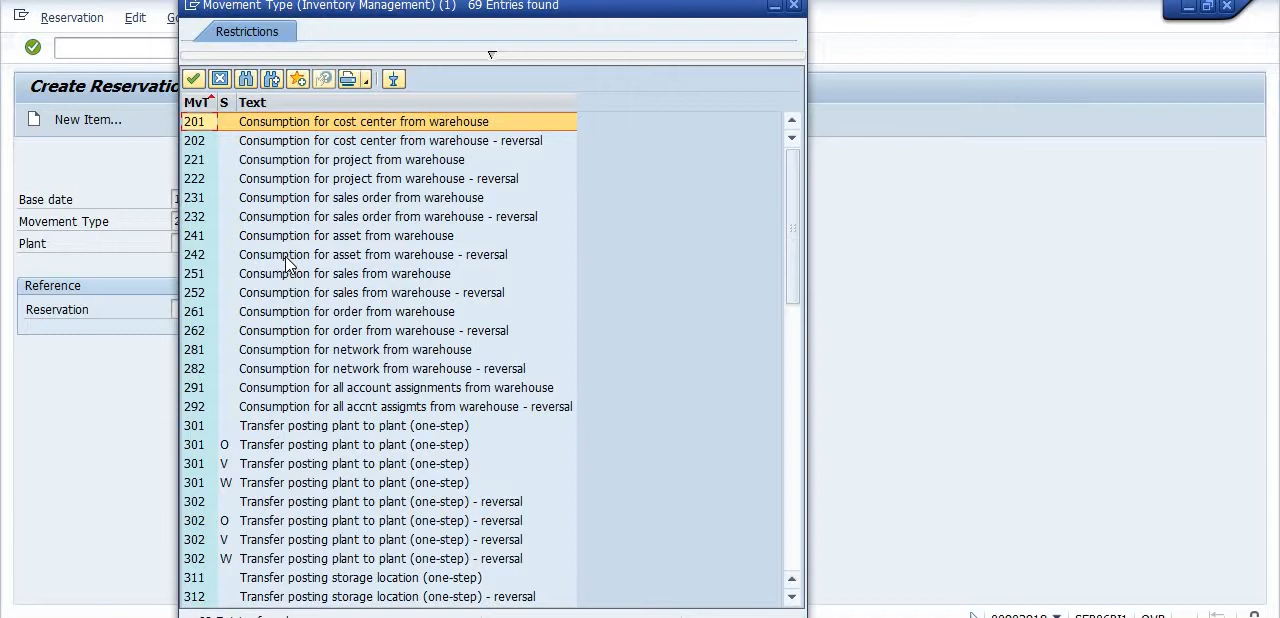 Movement Type (Inventory Management) (1) 69 Entries found
Reservation Edit
Restrictions
Create Reservatio
New Item...
MvT S Text
201 Consumption for cost center from warehouse
202 Consumption for cost center from warehouse - reversal
221 Consumption for project from warehouse
222 Consumption for project from warehouse - reversal
231 Consumption for sales order from warehouse
232 Consumption for sales order from warehouse - reversal
241 Consumption for asset from warehouse
242 Consumption for asset from warehouse - reversal
251 Consumption for sales from warehouse
252 Consumption for sales from warehouse - reversal
261 Consumption for order from warehouse
262 Consumption for order from warehouse - reversal
281 Consumption for network from warehouse
282 Consumption for network from warehouse - reversal
291 Consumption for all account assignments from warehouse
292 Consumption for all accnt assigmts from warehouse - reversal
301 Transfer posting plant to plant (one-step)
301 O Transfer posting plant to plant (one-step)
301 V Transfer posting plant to plant (one-step)
301 W Transfer posting plant to plant (one-step)
302 Transfer posting plant to plant (one-step) - reversal
302 O Transfer posting plant to plant (one-step) - reversal
302 V Transfer posting plant to plant (one-step) - reversal
302 W Transfer posting plant to plant (one-step) - reversal
311 Transfer posting storage location (one-step)
312 Transfer posting storage location (one-step) - reversal
Base date
Movement Type 2
Plant
Reference
Reservation